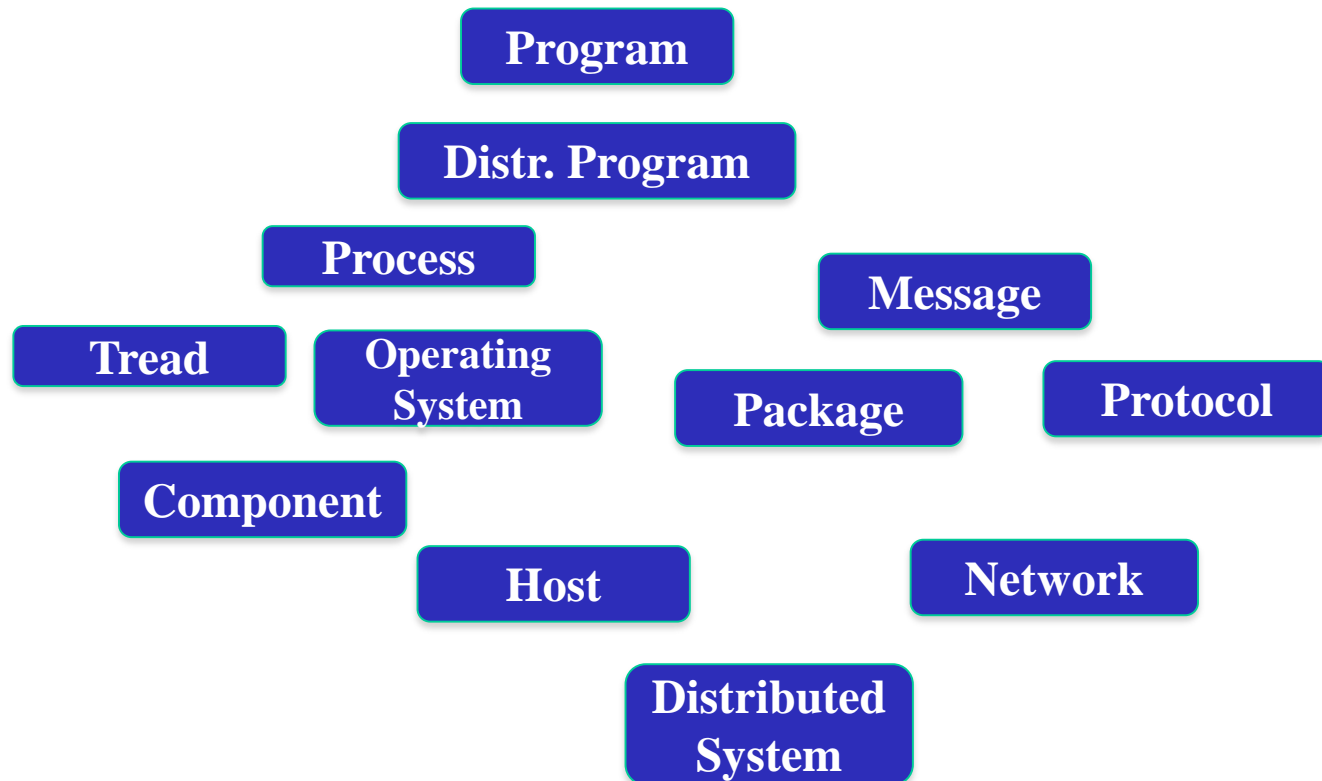 Program
Distr. Program
Process
Message
Tread
Operating
System
Package
Protocol
Component
Host
Network
Distributed
System